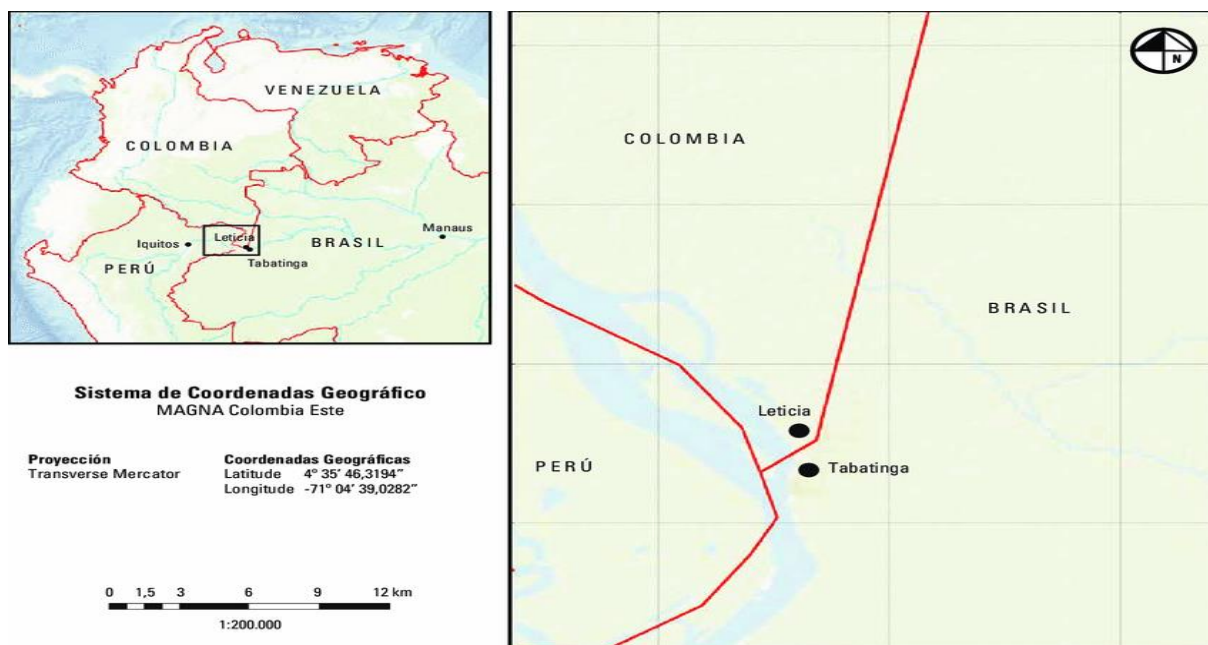 VENEZUELA
COLOMBIA
Manaus
Leticia
Iquitos
BRASIL
Tabatinga
PERÚ
Sistema de Coordenadas Geográfico
MAGNA Colombia Este
Proyección
Transverse Mercator
Coordenadas Geográficas
Latitude 4° 35' 46,3194"
Longitude -71° 04' 39,0282"
0 1,5 3 6 9 12 km
1:200.000
N
COLOMBIA
BRASIL
Leticia
PERÚ
Tabatinga